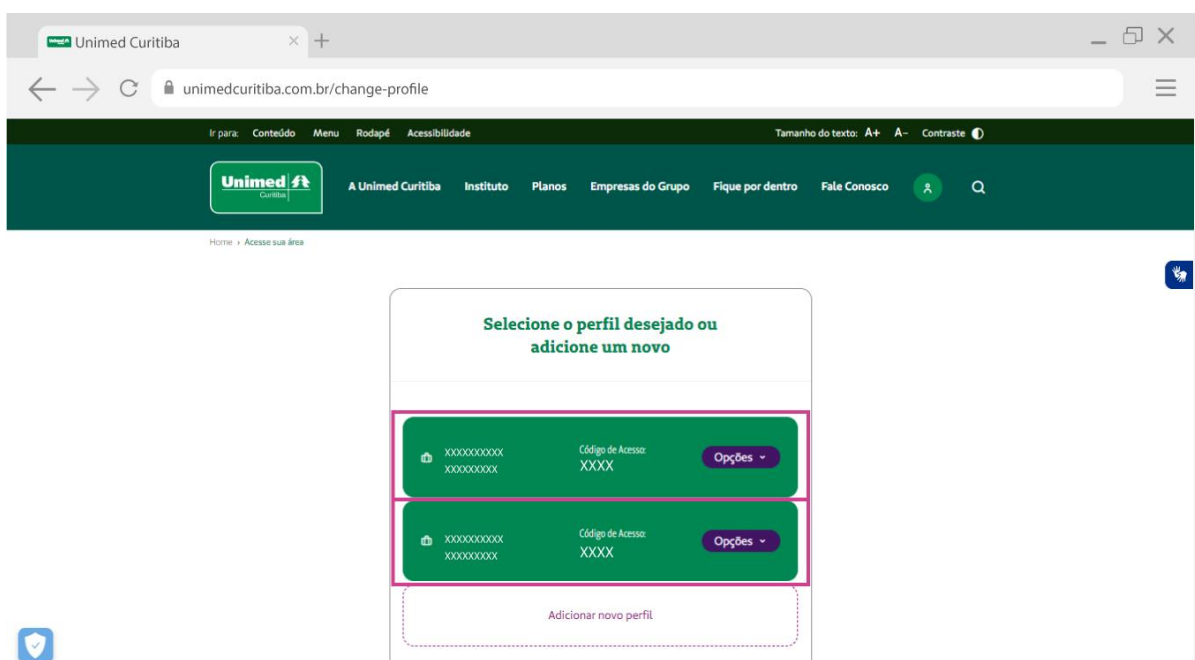 Unimed Curitiba
unimedcuritiba.com.br/change-profile
Ir para: Conteúdo Menu Rodapé Acessibilidade Tamanho do texto: A+ A- Contraste
Unimed
Curitiba
A Unimed Curitiba Instituto Planos Empresas do Grupo Fique por dentro Fale Conosco
Home › Acesse sua área
Selecione o perfil desejado ou
adicione um novo
XXXXXXXXXX
XXXXXXXXX
Código de Acesso:
XXXX
Opções
XXXXXXXXXX
XXXXXXXXX
Código de Acesso:
XXXX
Opções
Adicionar novo perfil